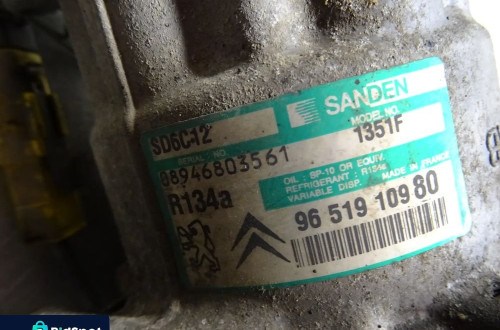 SANDEN
SD6C12
MODEL NO.
1351F
SERIAL NO.
08946803561
OIL : SP-10 OR EQUIV.
REFRIGERANT : R134a
VARIABLE DISP. MADE IN FRANCE
R134a
96 519 109 80
BidSpot